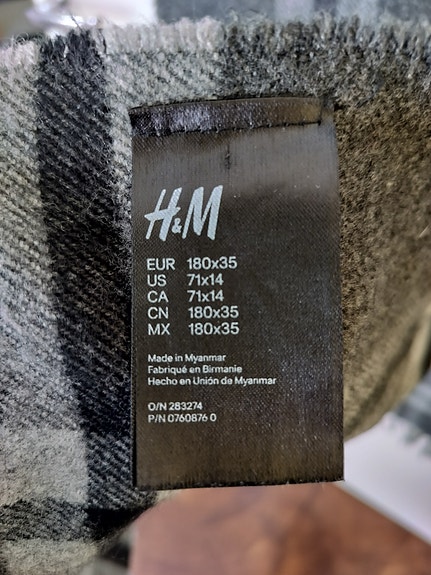 H&M
EUR 180x35
US 71x14
CA 71x14
CN 180x35
MX 180x35
Made in Myanmar
Fabriqué en Birmanie
Hecho en Unión de Myanmar
O/N 283274
P/N 0760876 0